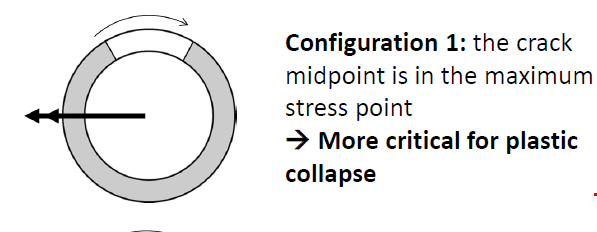 Configuration 1: the crack
midpoint is in the maximum
stress point
→ More critical for plastic
collapse